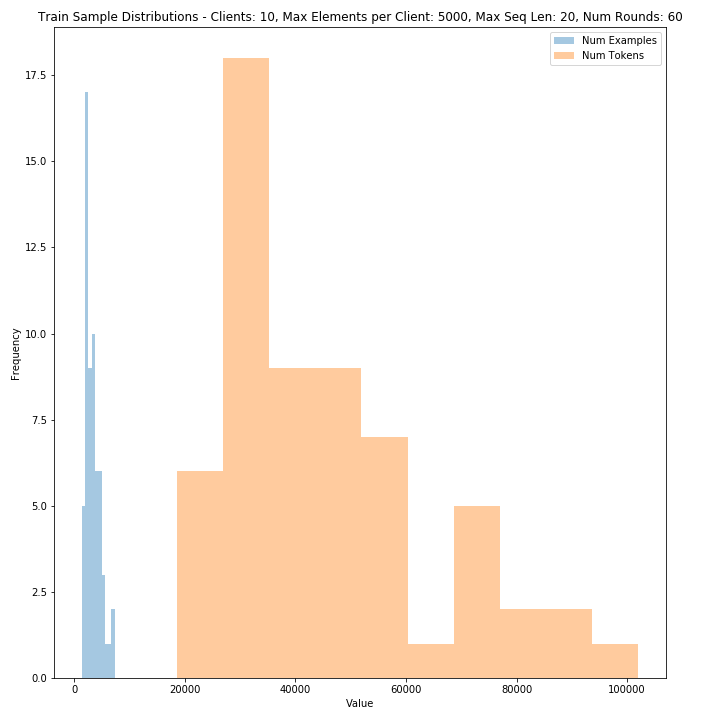 Train Sample Distributions - Clients: 10, Max Elements per Client: 5000, Max Seq Len: 20, Num Rounds: 60
Num Examples
Num Tokens
17.5
15.0
12.5
10.0
7.5
5.0
2.5
0.0
Frequency
0 20000 40000 60000 80000 100000
Value